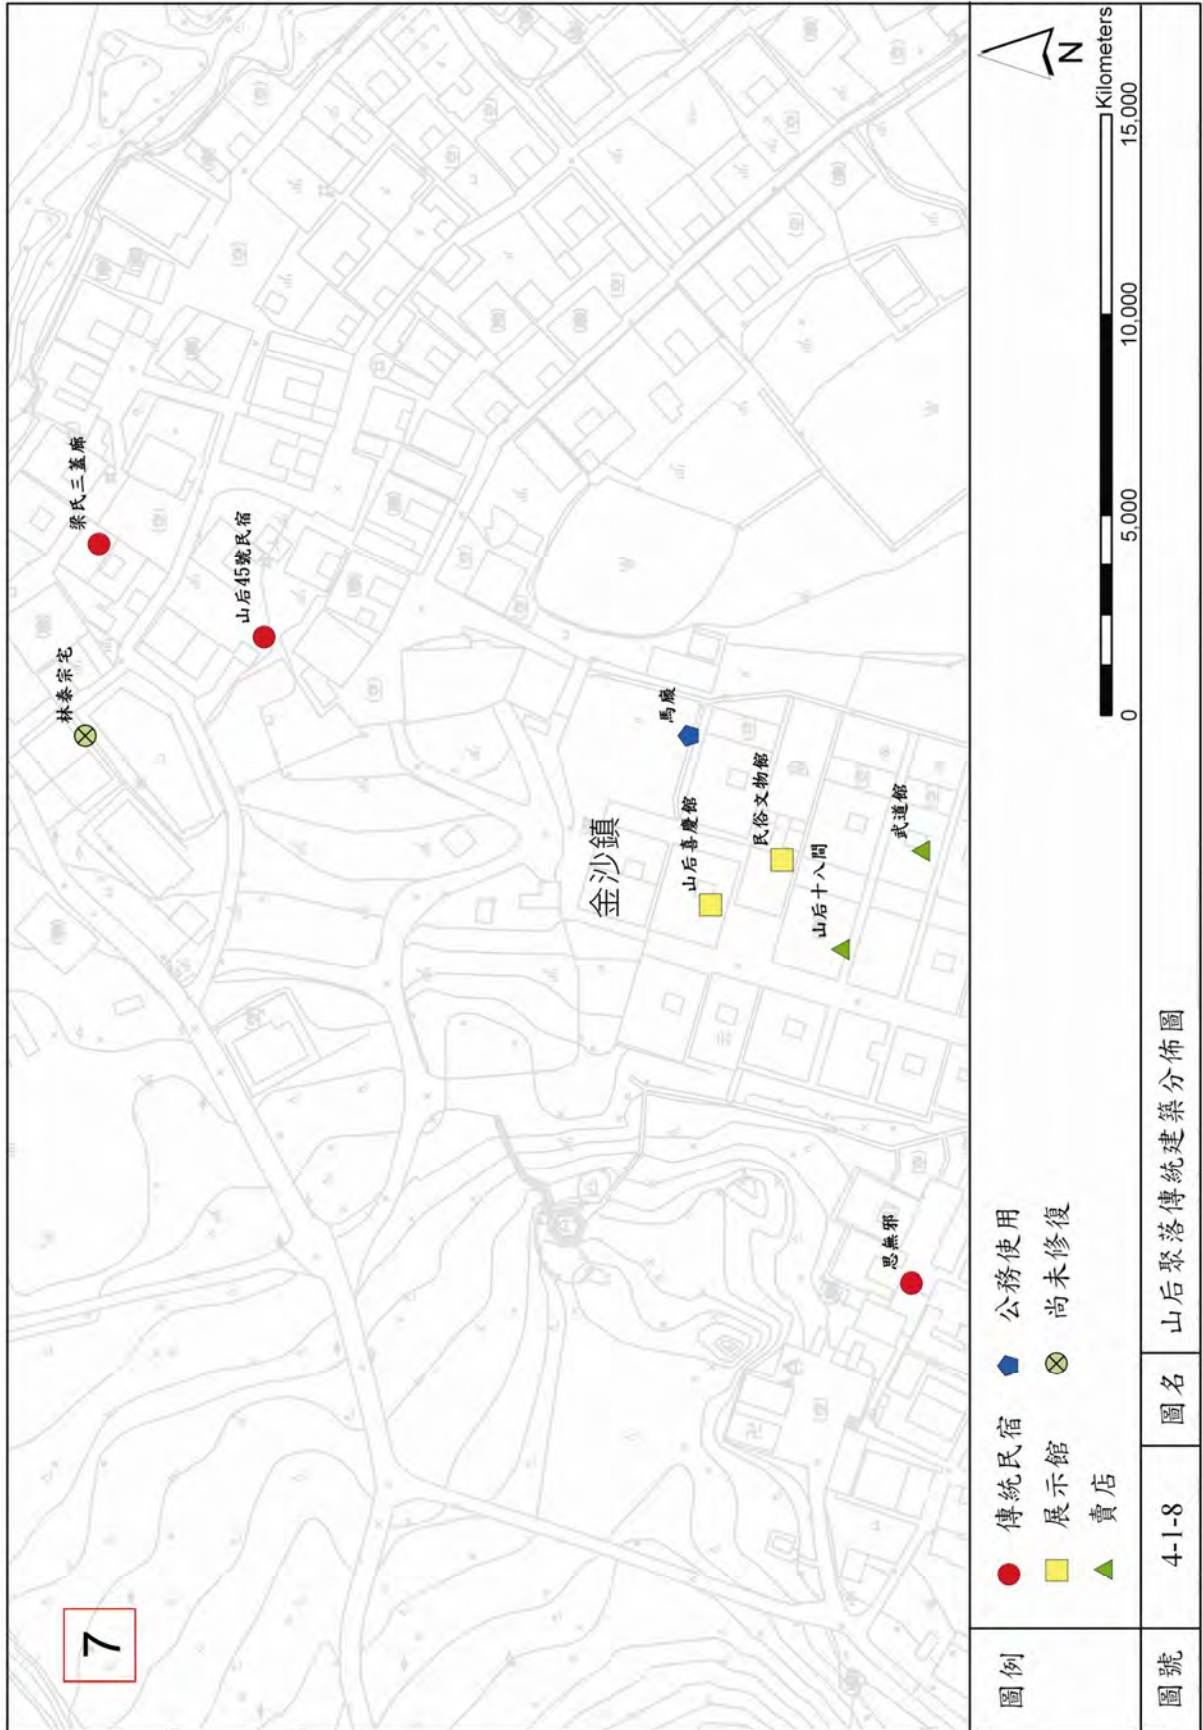 7
林泰宗宅
梁氏三蓋廊
山后45號民宿
金沙鎮
馬廄
山后喜慶館
民俗文物館
山后十八間
武道館
思無邪
圖例
傳統民宿
公務使用
展示館
尚未修復
賣店
N
0
5,000
10,000
15,000
Kilometers
圖號
4-1-8
圖名
山后聚落傳統建築分佈圖